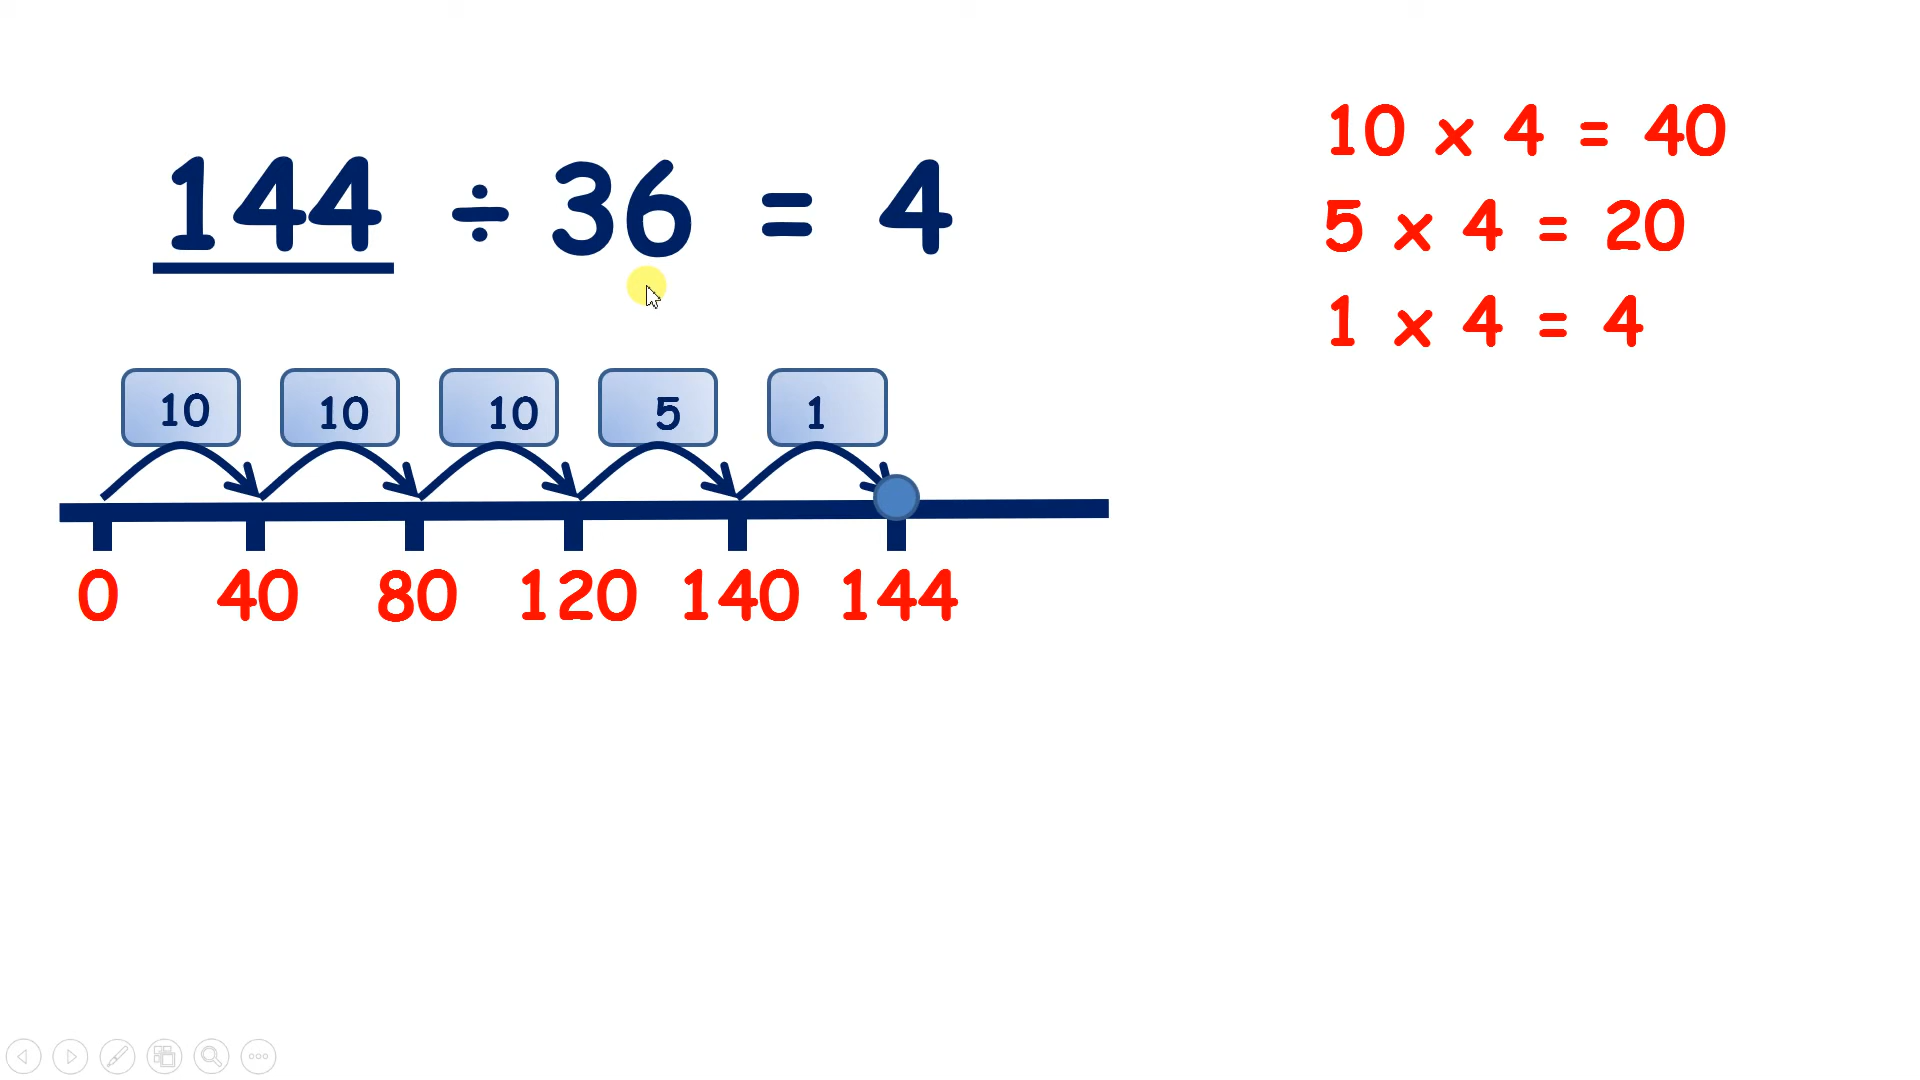 144 ÷ 36 = 4
10 x 4 = 40
5 x 4 = 20
1 x 4 = 4
10 10 10 5 1
0 40 80 120 140 144